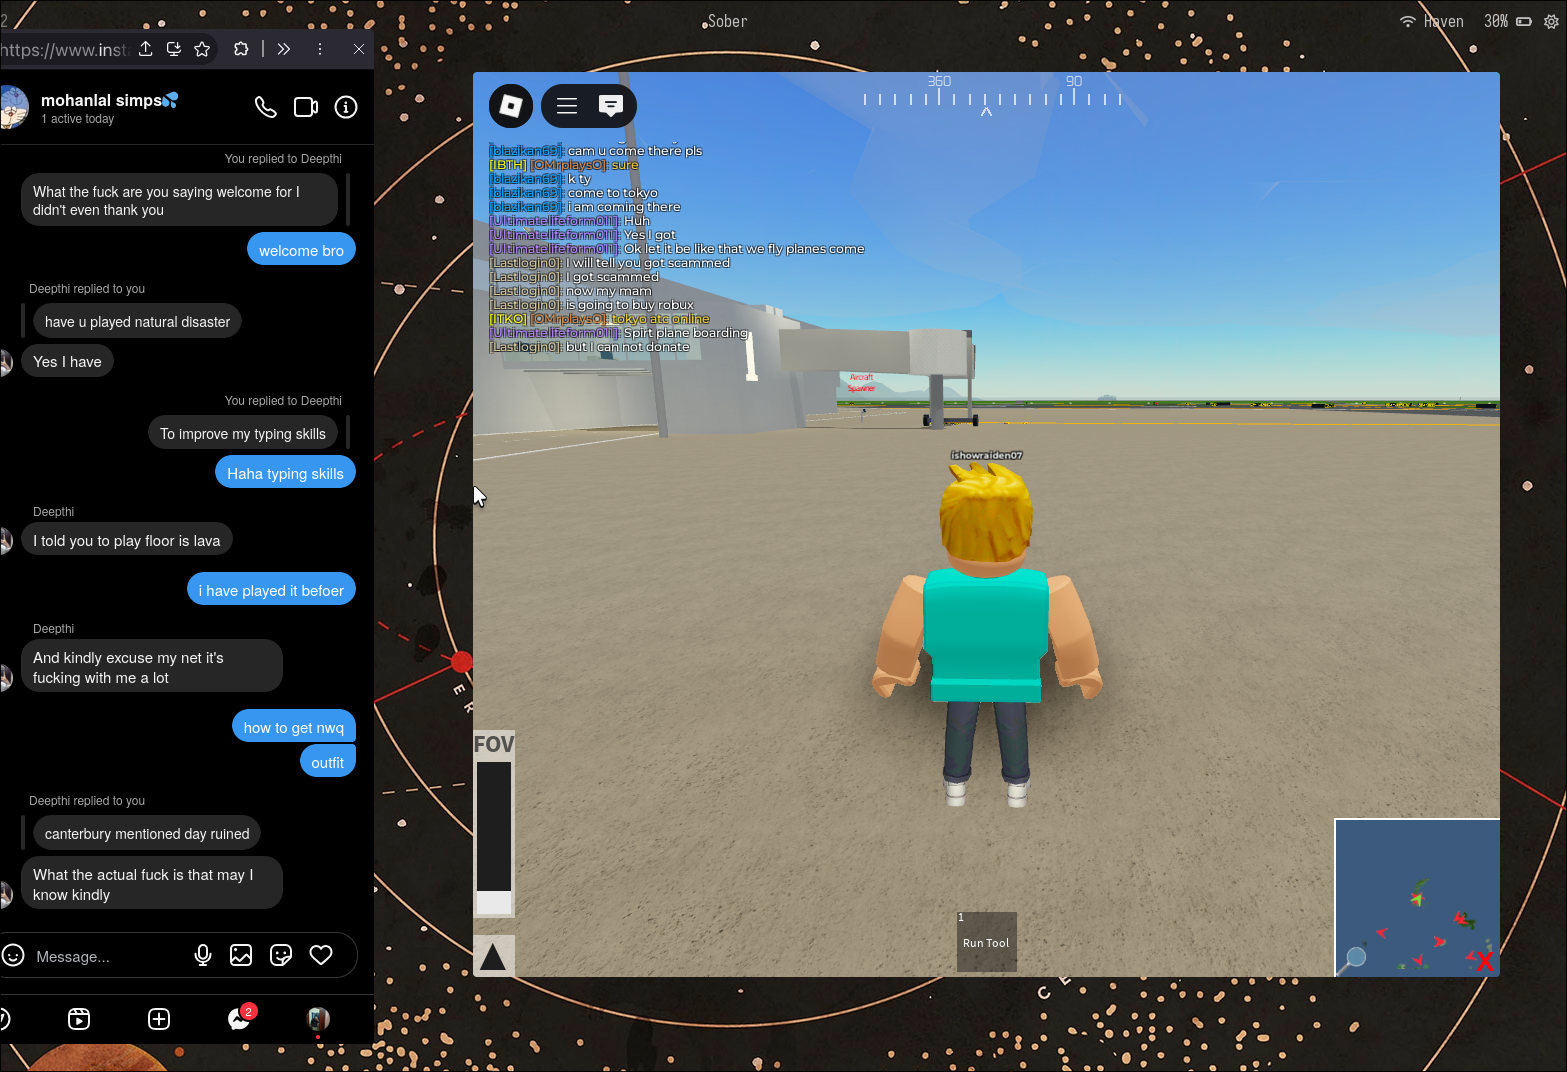 2
Sober
Haven
30%
https://www.inst
mohanlal simps💦
1 active today
You replied to Deepthi
What the fuck are you saying welcome for I
didn't even thank you
welcome bro
Deepthi replied to you
have u played natural disaster
Yes I have
You replied to Deepthi
To improve my typing skills
Haha typing skills
Deepthi
I told you to play floor is lava
i have played it befoer
Deepthi
And kindly excuse my net it's
fucking with me a lot
how to get nwq
outfit
Deepthi replied to you
canterbury mentioned day ruined
What the actual fuck is that may I
know kindly
Message...
2
360
90
[blazikan69]: cam u come there pls
[IBTH] [OMrplaysO]: sure
[blazikan69]: k ty
[blazikan69]: come to tokyo
[blazikan69]: i am coming there
[Ultimatelifeform011]: Huh
[Ultimatelifeform011]: Yes I got
[Ultimatelifeform011]: Ok let it be like that we fly planes come
[Lastlogin0]: I will tell you got scammed
[Lastlogin0]: I got scammed
[Lastlogin0]: now my mam
[Lastlogin0]: is going to buy robux
[ITKO] [OMrplaysO]: tokyo atc online
[Ultimatelifeform011]: Spirt plane boarding
[Lastlogin0]: but I can not donate
Aircraft
Spawner
ishowraiden07
FOV
1
Run Tool
X
E R
C E